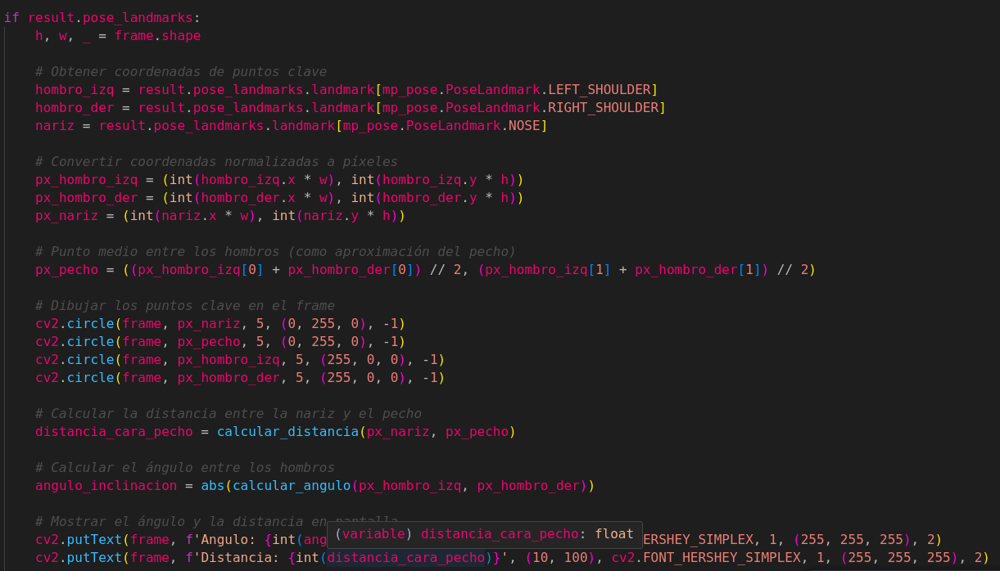 if result.pose_landmarks:
h, w, _ = frame.shape
# Obtener coordenadas de puntos clave
hombro_izq = result.pose_landmarks.landmark[mp_pose.PoseLandmark.LEFT_SHOULDER]
hombro_der = result.pose_landmarks.landmark[mp_pose.PoseLandmark.RIGHT_SHOULDER]
nariz = result.pose_landmarks.landmark[mp_pose.PoseLandmark.NOSE]
# Convertir coordenadas normalizadas a píxeles
px_hombro_izq = (int(hombro_izq.x * w), int(hombro_izq.y * h))
px_hombro_der = (int(hombro_der.x * w), int(hombro_der.y * h))
px_nariz = (int(nariz.x * w), int(nariz.y * h))
# Punto medio entre los hombros (como aproximación del pecho)
px_pecho = ((px_hombro_izq[0] + px_hombro_der[0]) // 2, (px_hombro_izq[1] + px_hombro_der[1]) // 2)
# Dibujar los puntos clave en el frame
cv2.circle(frame, px_nariz, 5, (0, 255, 0), -1)
cv2.circle(frame, px_pecho, 5, (0, 255, 0), -1)
cv2.circle(frame, px_hombro_izq, 5, (255, 0, 0), -1)
cv2.circle(frame, px_hombro_der, 5, (255, 0, 0), -1)
# Calcular la distancia entre la nariz y el pecho
distancia_cara_pecho = calcular_distancia(px_nariz, px_pecho)
# Calcular el ángulo entre los hombros
angulo_inclinacion = abs(calcular_angulo(px_hombro_izq, px_hombro_der))
# Mostrar el ángulo y la distancia en pantalla
(variable) distancia_cara_pecho: float
cv2.putText(frame, f'Angulo: {int(ang ERSHEY_SIMPLEX, 1, (255, 255, 255), 2)
cv2.putText(frame, f'Distancia: {int(distancia_cara_pecho)}', (10, 100), cv2.FONT_HERSHEY_SIMPLEX, 1, (255, 255, 255), 2)